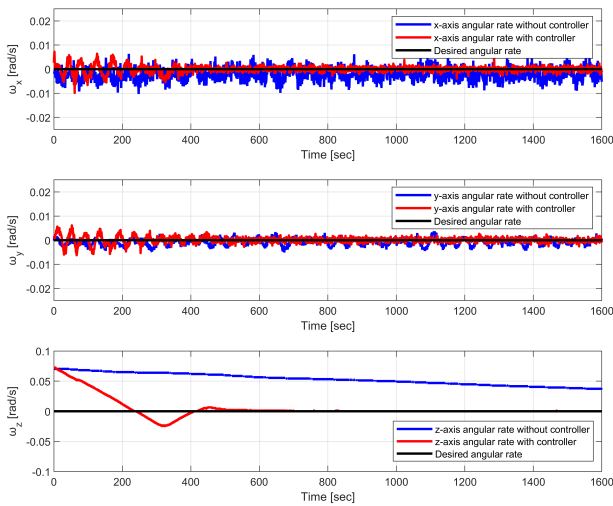 x-axis angular rate without controller
x-axis angular rate with controller
Desired angular rate
0.02
0.01
0
-0.01
-0.02
ωx [rad/s]
0 200 400 600 800 1000 1200 1400 1600
Time [sec]
y-axis angular rate without controller
y-axis angular rate with controller
Desired angular rate
0.02
0.01
0
-0.01
-0.02
ωy [rad/s]
0 200 400 600 800 1000 1200 1400 1600
Time [sec]
0.1
0.05
0
-0.05
-0.1
ωz [rad/s]
z-axis angular rate without controller
z-axis angular rate with controller
Desired angular rate
0 200 400 600 800 1000 1200 1400 1600
Time [sec]